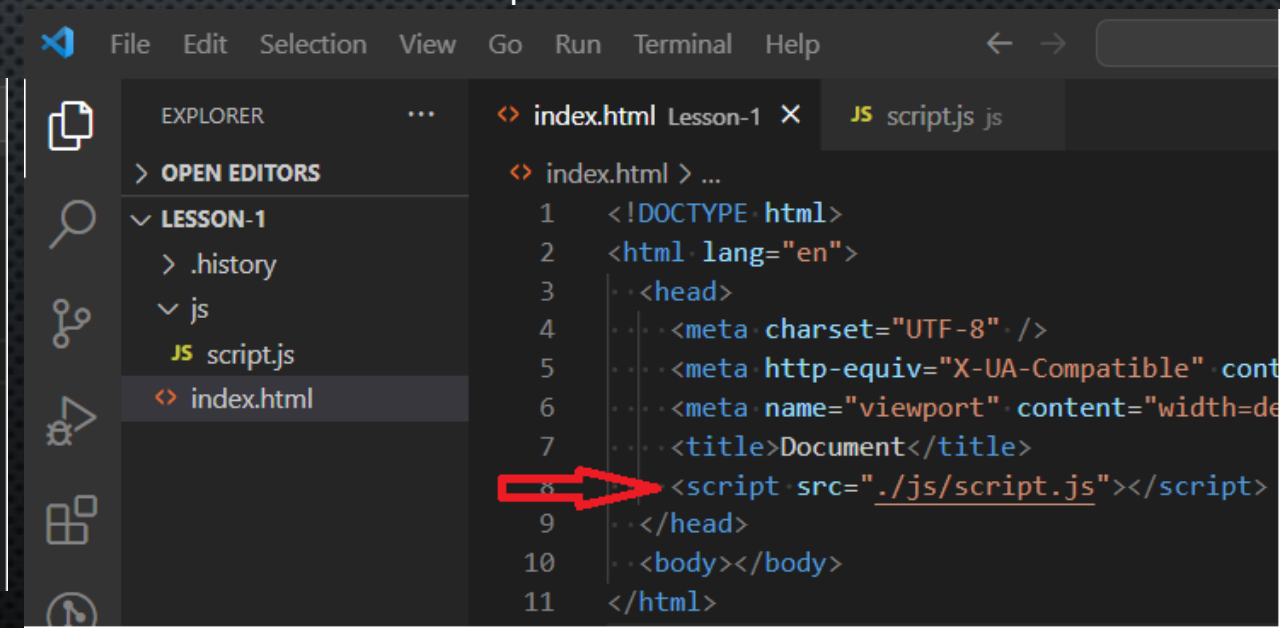 File Edit Selection View Go Run Terminal Help
EXPLORER ...
OPEN EDITORS
LESSON-1
.history
js
JS script.js
<> index.html
<> index.html Lesson-1 × JS script.js js
<> index.html > ...
1 <!DOCTYPE html>
2 <html lang="en">
3 <head>
4 <meta charset="UTF-8" />
5 <meta http-equiv="X-UA-Compatible" cont
6 <meta name="viewport" content="width=de
7 <title>Document</title>
8 <script src="./js/script.js"></script>
9 </head>
10 <body></body>
11 </html>